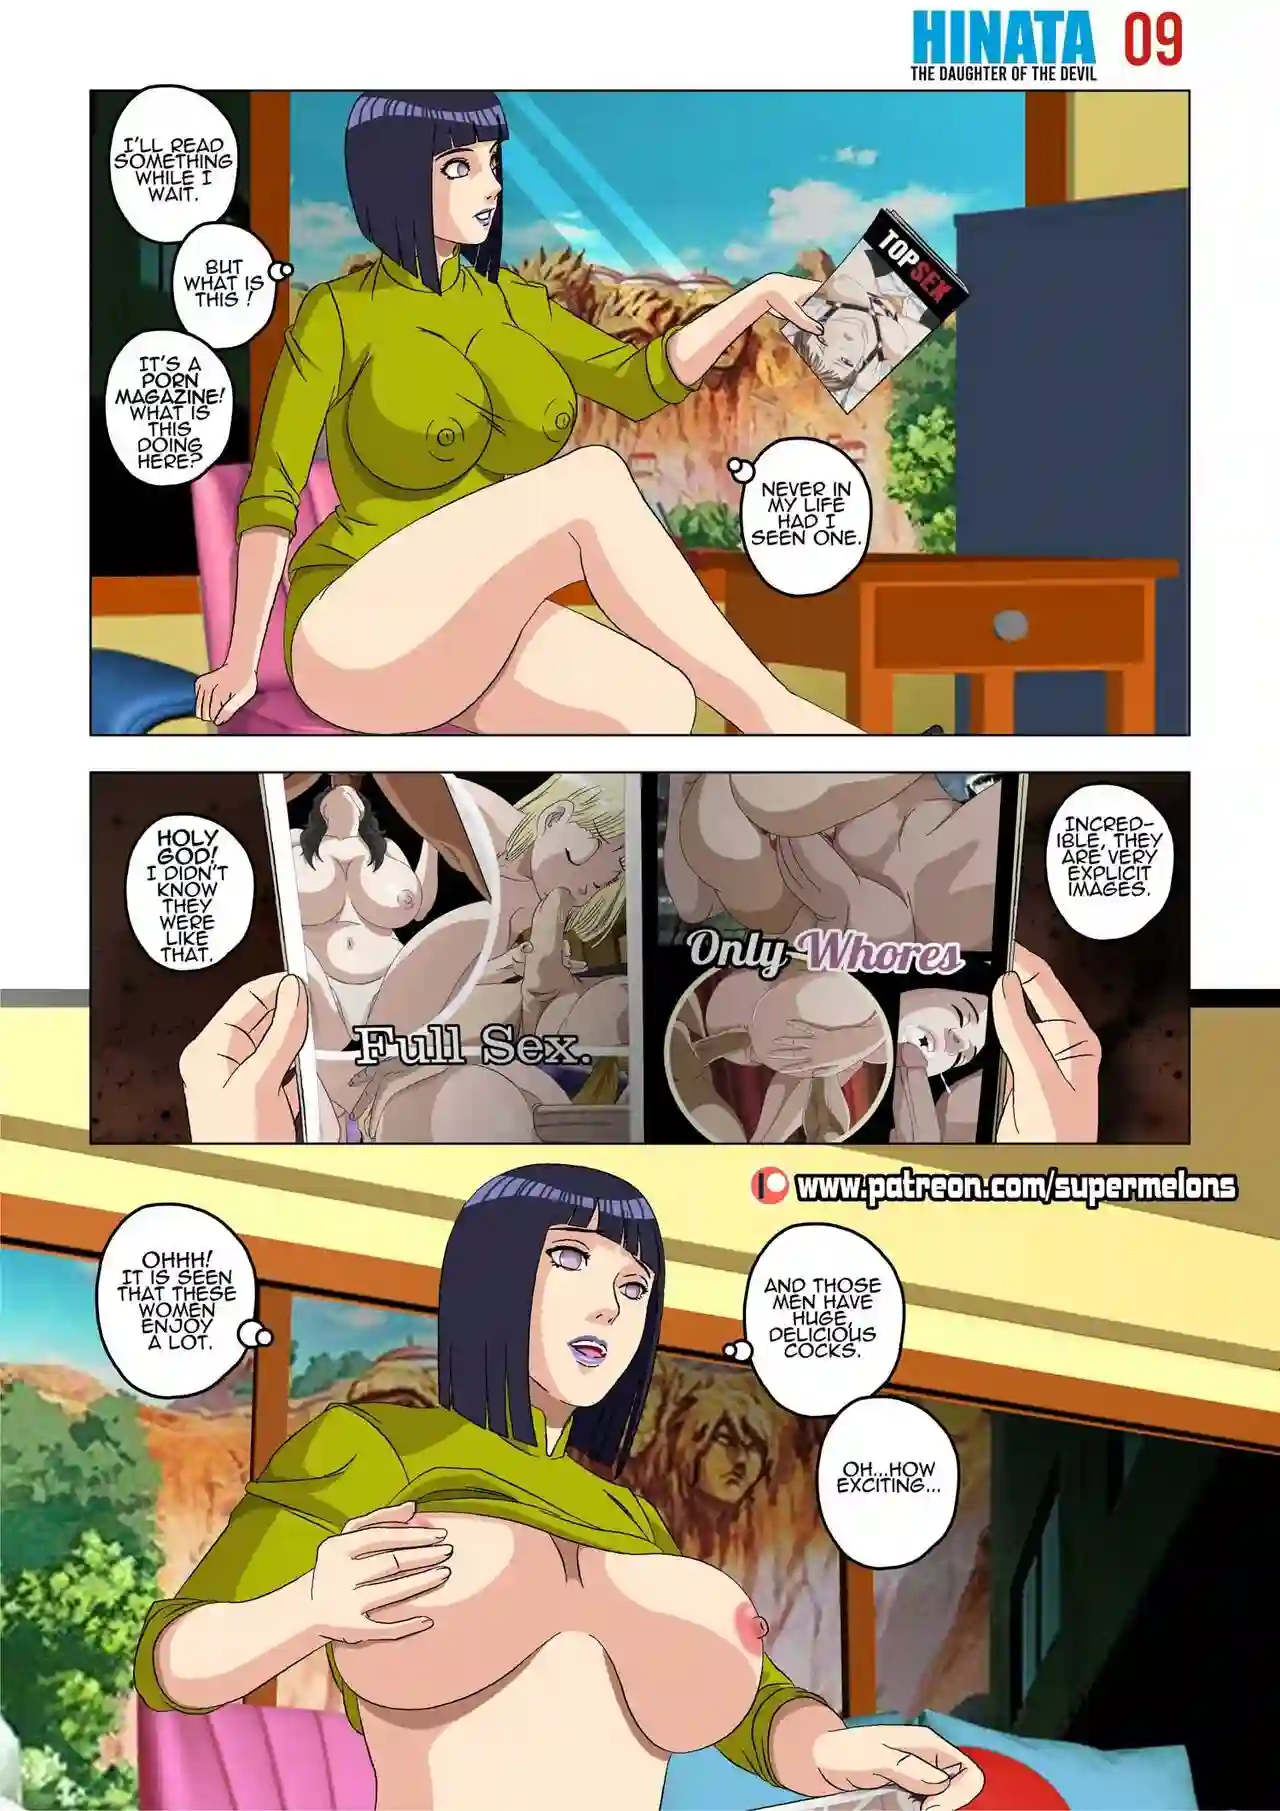 HINATA 09
THE DAUGHTER OF THE DEVIL
I'LL READ
SOMETHING
WHILE I
WAIT.
BUT
WHAT IS
THIS !
IT'S A
PORN
MAGAZINE!
WHAT IS
THIS
DOING
HERE?
TOPSEX
NEVER IN
MY LIFE
HAD I
SEEN ONE.
HOLY
GOD!
I DIDN'T
KNOW
THEY
WERE
LIKE
THAT.
Full Sex.
Only Whores
INCRED-
IBLE, THEY
ARE VERY
EXPLICIT
IMAGES.
www.patreon.com/supermelons
OHHH!
IT IS SEEN
THAT THESE
WOMEN
ENJOY
A LOT.
AND THOSE
MEN HAVE
HUGE,
DELICIOUS
COCKS.
OH...HOW
EXCITING...